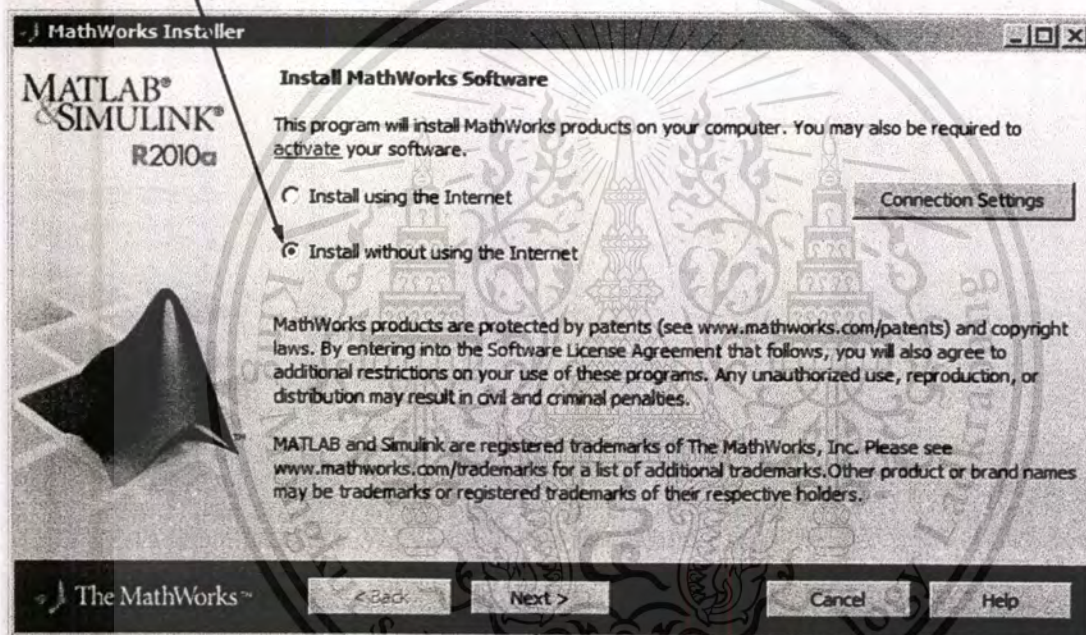 MathWorks Installer
MATLAB®
&SIMULINK®
R2010a
Install MathWorks Software
This program will install MathWorks products on your computer. You may also be required to
activate your software.
Install using the Internet
Connection Settings
Install without using the Internet
MathWorks products are protected by patents (see www.mathworks.com/patents) and copyright
laws. By entering into the Software License Agreement that follows, you will also agree to
additional restrictions on your use of these programs. Any unauthorized use, reproduction, or
distribution may result in civil and criminal penalties.
MATLAB and Simulink are registered trademarks of The MathWorks, Inc. Please see
www.mathworks.com/trademarks for a list of additional trademarks.Other product or brand names
may be trademarks or registered trademarks of their respective holders.
The MathWorks™
< Back
Next >
Cancel
Help